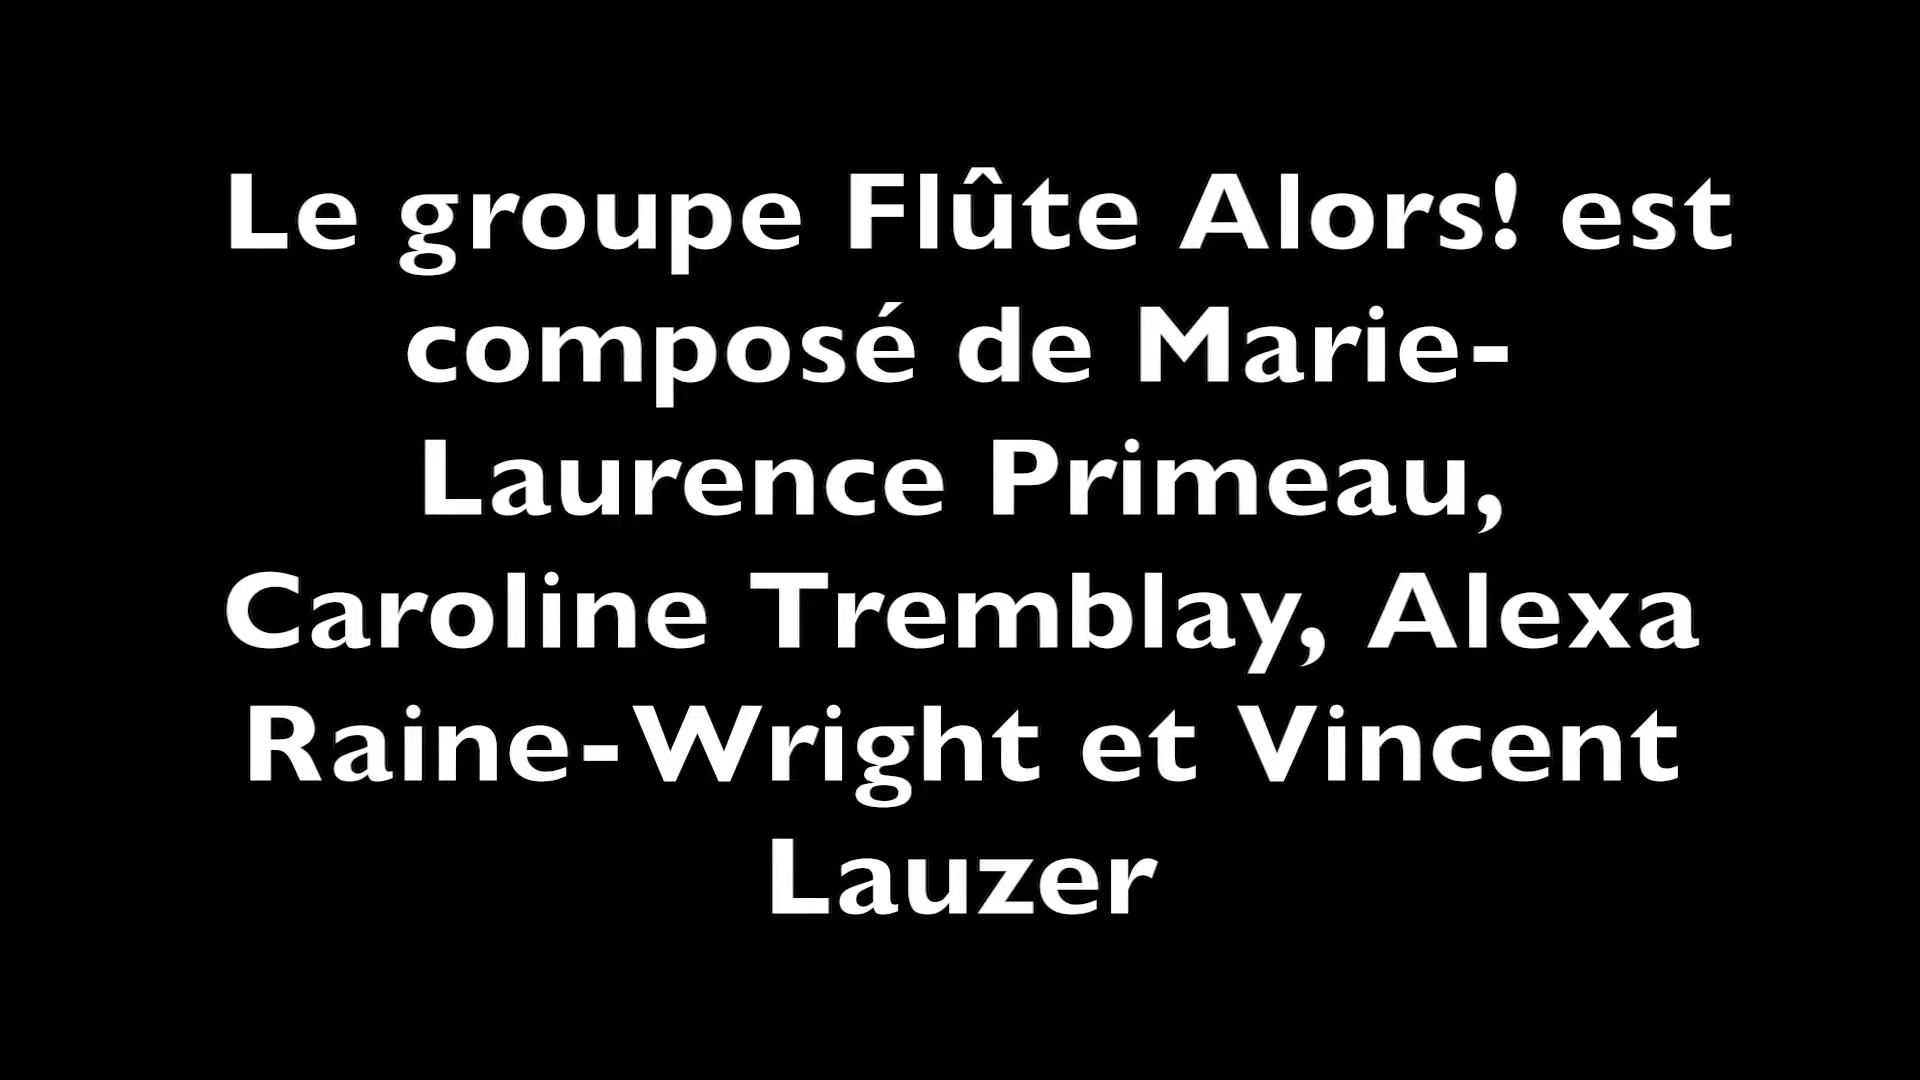 Le groupe Flûte Alors! est
composé de Marie-
Laurence Primeau,
Caroline Tremblay, Alexa
Raine-Wright et Vincent
Lauzer